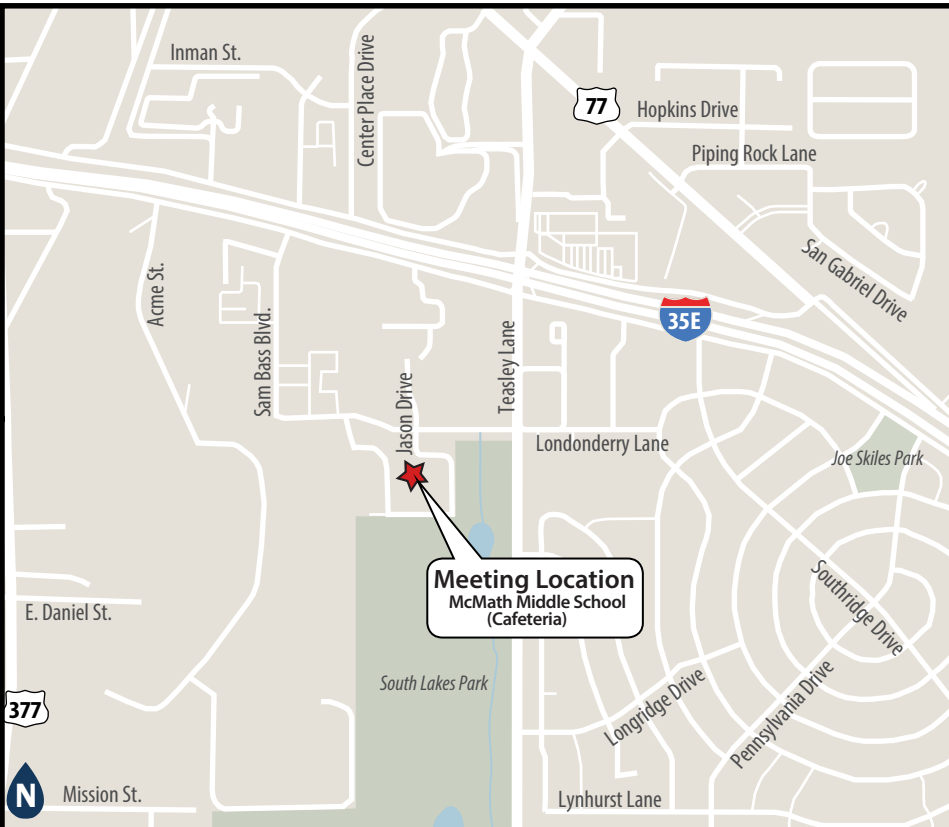 Inman St.
Center Place Drive
77
Hopkins Drive
Piping Rock Lane
San Gabriel Drive
Acme St.
Sam Bass Blvd.
35E
Teasley Lane
Jason Drive
Londonderry Lane
Joe Skiles Park
Meeting Location
McMath Middle School
(Cafeteria)
E. Daniel St.
Southridge Drive
South Lakes Park
Longridge Drive
Pennsylvania Drive
377
N
Mission St.
Lynhurst Lane